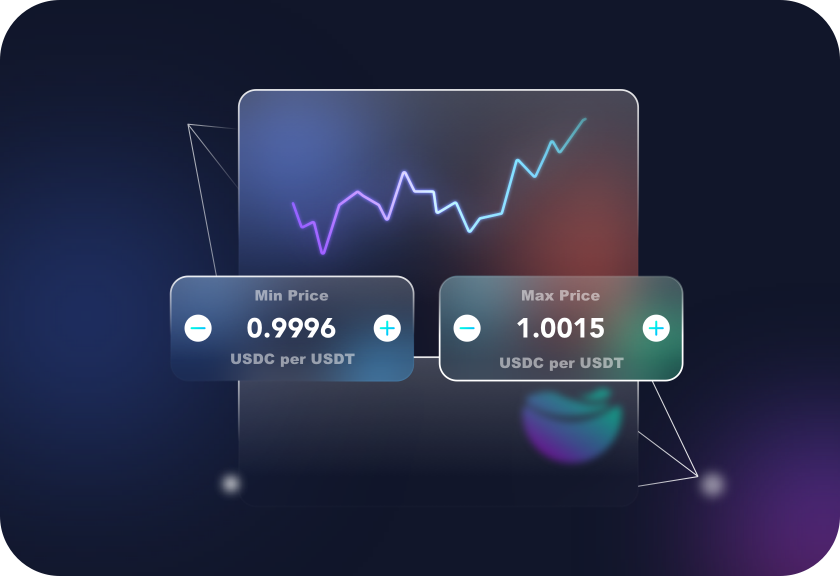 Min Price
0.9996
USDC per USDT
Max Price
1.0015
USDC per USDT